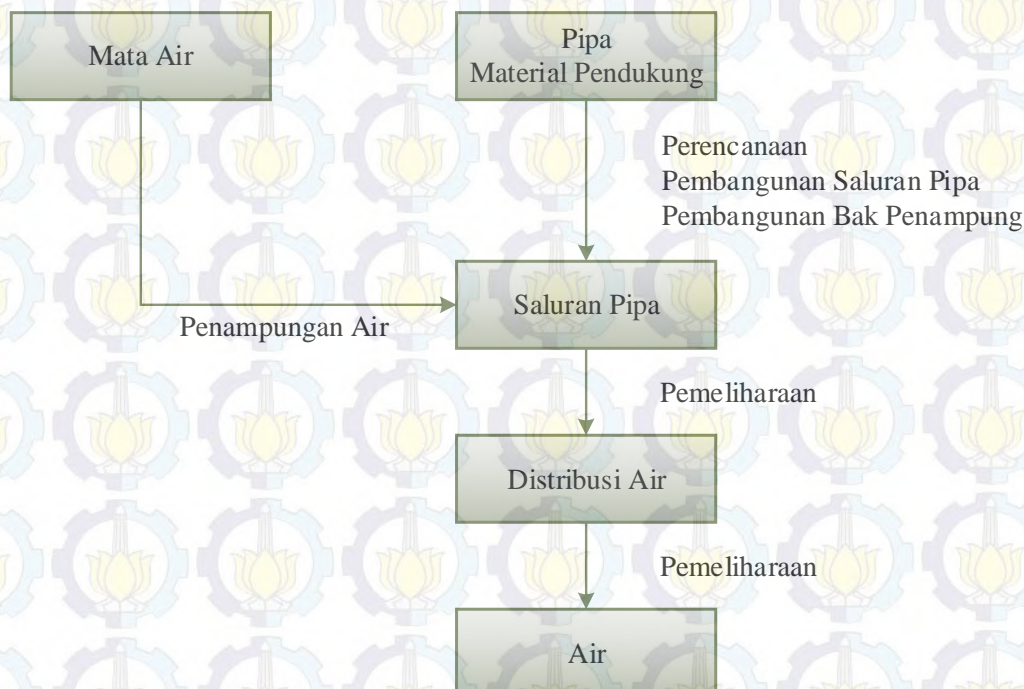 Mata Air
Pipa
Material Pendukung
Perencanaan
Pembangunan Saluran Pipa
Pembangunan Bak Penampung
Saluran Pipa
Penampungan Air
Pemeliharaan
Distribusi Air
Pemeliharaan
Air